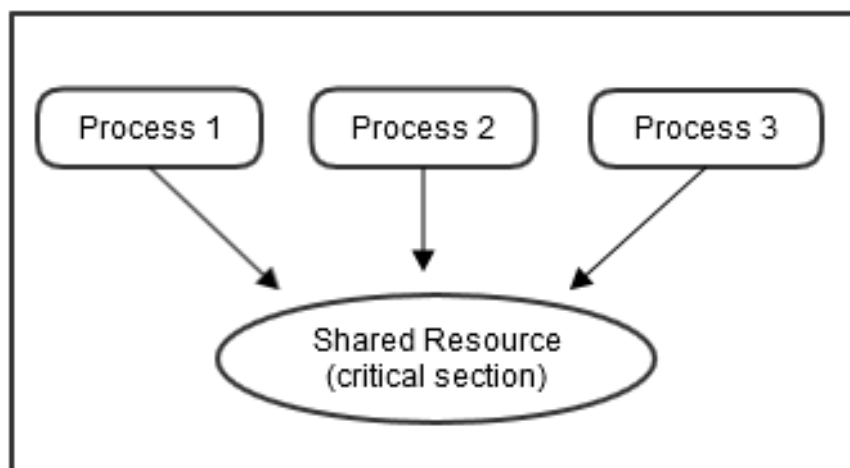 Process 1
Process 2
Process 3
Shared Resource
(critical section)